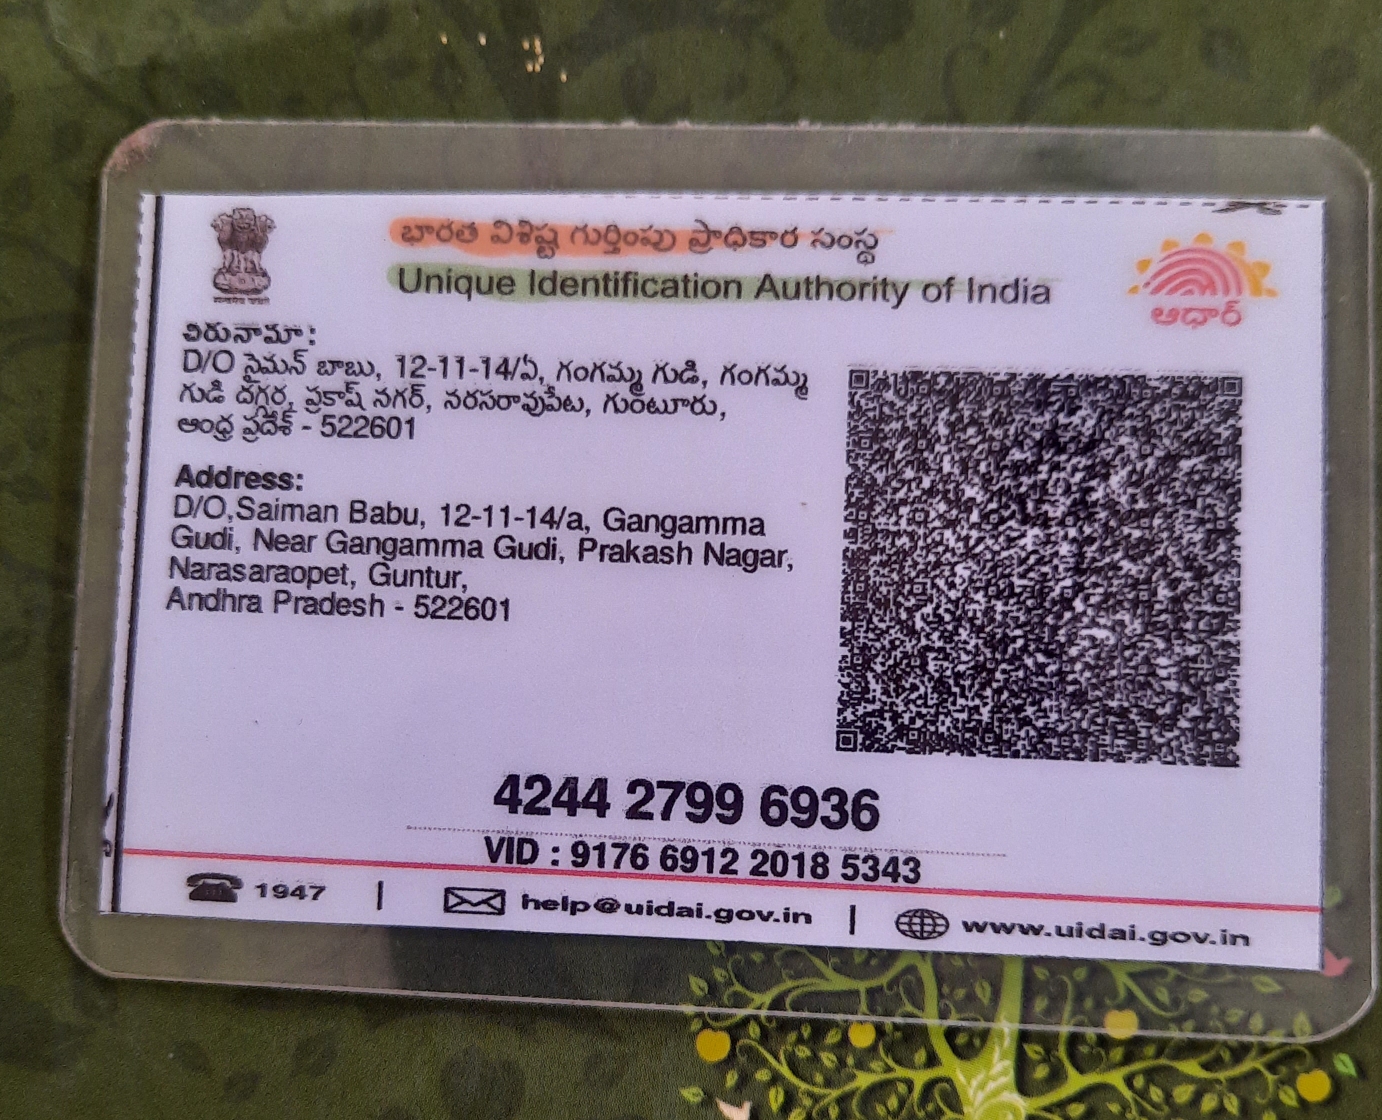 భారత విశిష్ట గుర్తింపు ప్రాధికార సంస్థ
Unique Identification Authority of India
ఆధార్
చిరునామా:
D/O సైమన్ బాబు, 12-11-14/ఏ, గంగమ్మ గుడి, గంగమ్మ
గుడి దగ్గర, ప్రకాష్ నగర్, నరసరావుపేట, గుంటూరు,
ఆంధ్ర ప్రదేశ్ - 522601
Address:
D/O,Saiman Babu, 12-11-14/a, Gangamma
Gudi, Near Gangamma Gudi, Prakash Nagar,
Narasaraopet, Guntur,
Andhra Pradesh - 522601
4244 2799 6936
VID : 9176 6912 2018 5343
1947 | help@uidai.gov.in | www.uidai.gov.in